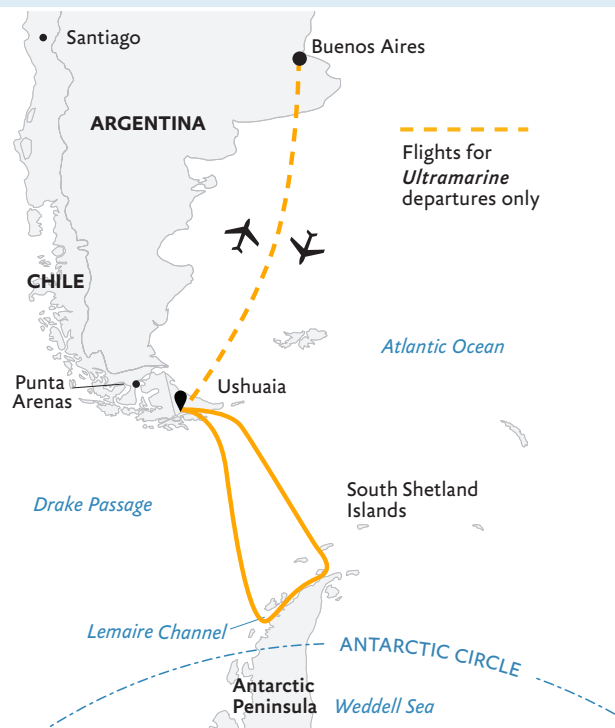 Santiago
Buenos Aires
ARGENTINA
Flights for
Ultramarine
departures only
CHILE
Atlantic Ocean
Punta
Arenas
Ushuaia
Drake Passage
South Shetland
Islands
Lemaire Channel
ANTARCTIC CIRCLE
Antarctic
Peninsula
Weddell Sea